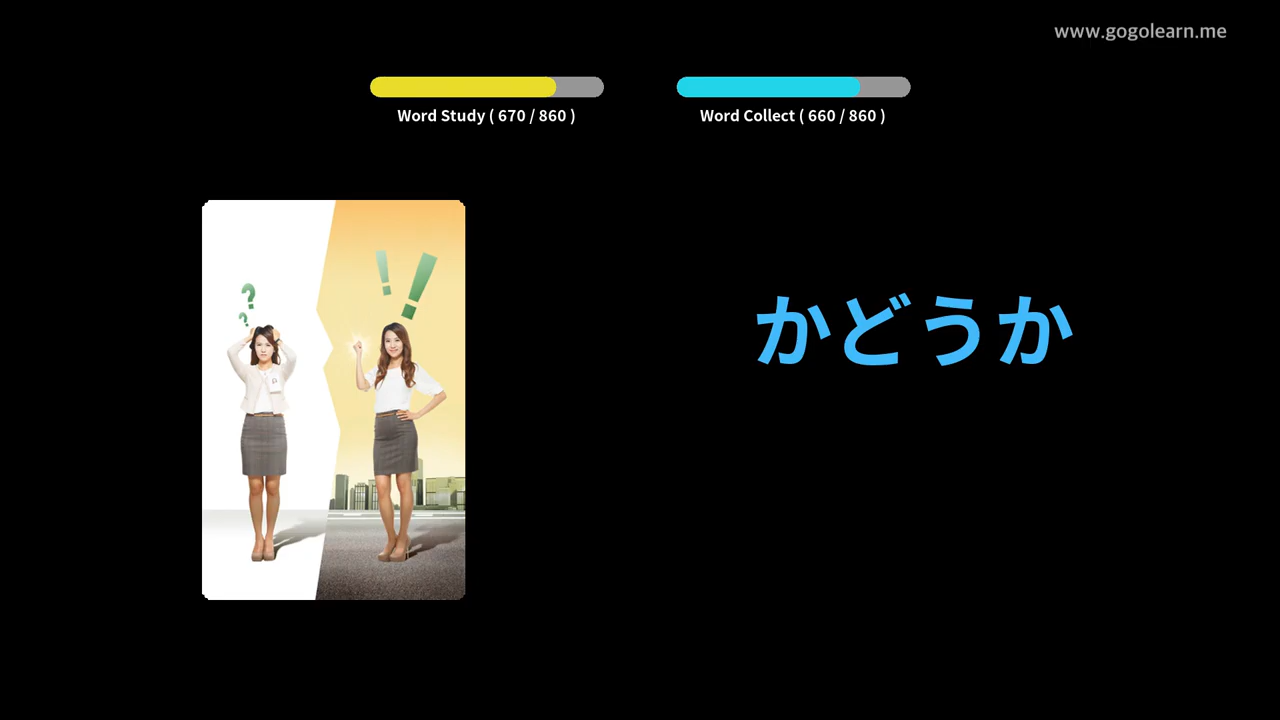 www.gogolearn.me
Word Study ( 670 / 860 )
Word Collect ( 660 / 860 )
? ? ! !
かどうか